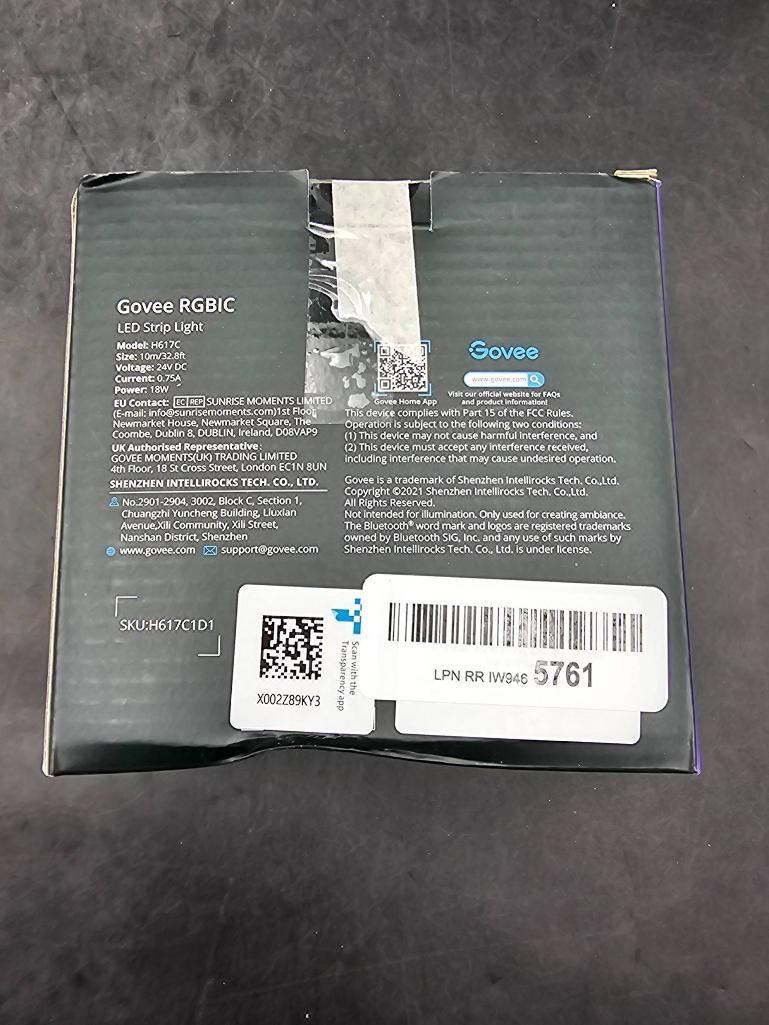 Govee RGBIC
LED Strip Light
Model: H617C
Size: 10m/32.8ft
Voltage: 24V DC
Current: 0.75A
Power: 18W
EU Contact: EC REP SUNRISE MOMENTS LIMITED
(E-mail: info@sunrisemoments.com)1st Floor
Newmarket House, Newmarket Square, The
Coombe, Dublin 8, DUBLIN, Ireland, D08VAP9
UK Authorised Representative:
GOVEE MOMENTS(UK) TRADING LIMITED
4th Floor, 18 St Cross Street, London EC1N 8UN
SHENZHEN INTELLIROCKS TECH. CO., LTD.
No.2901-2904, 3002, Block C, Section 1,
Chuangzhi Yuncheng Building, Liuxian
Avenue,Xili Community, Xili Street,
Nanshan District, Shenzhen
www.govee.com support@govee.com
Govee Home App
Govee
www.govee.com
Visit our official website for FAQs
and product information!
This device complies with Part 15 of the FCC Rules.
Operation is subject to the following two conditions:
(1) This device may not cause harmful interference, and
(2) This device must accept any interference received,
including interference that may cause undesired operation.
Govee is a trademark of Shenzhen Intellirocks Tech. Co.,Ltd.
Copyright ©2021 Shenzhen Intellirocks Tech. Co.,Ltd.
All Rights Reserved.
Not intended for illumination. Only used for creating ambiance.
The Bluetooth® word mark and logos are registered trademarks
owned by Bluetooth SIG, Inc. and any use of such marks by
Shenzhen Intellirocks Tech. Co., Ltd. is under license.
SKU:H617C1D1
X002Z89KY3
Scan with the
Transparency app
LPN RR IW946 5761